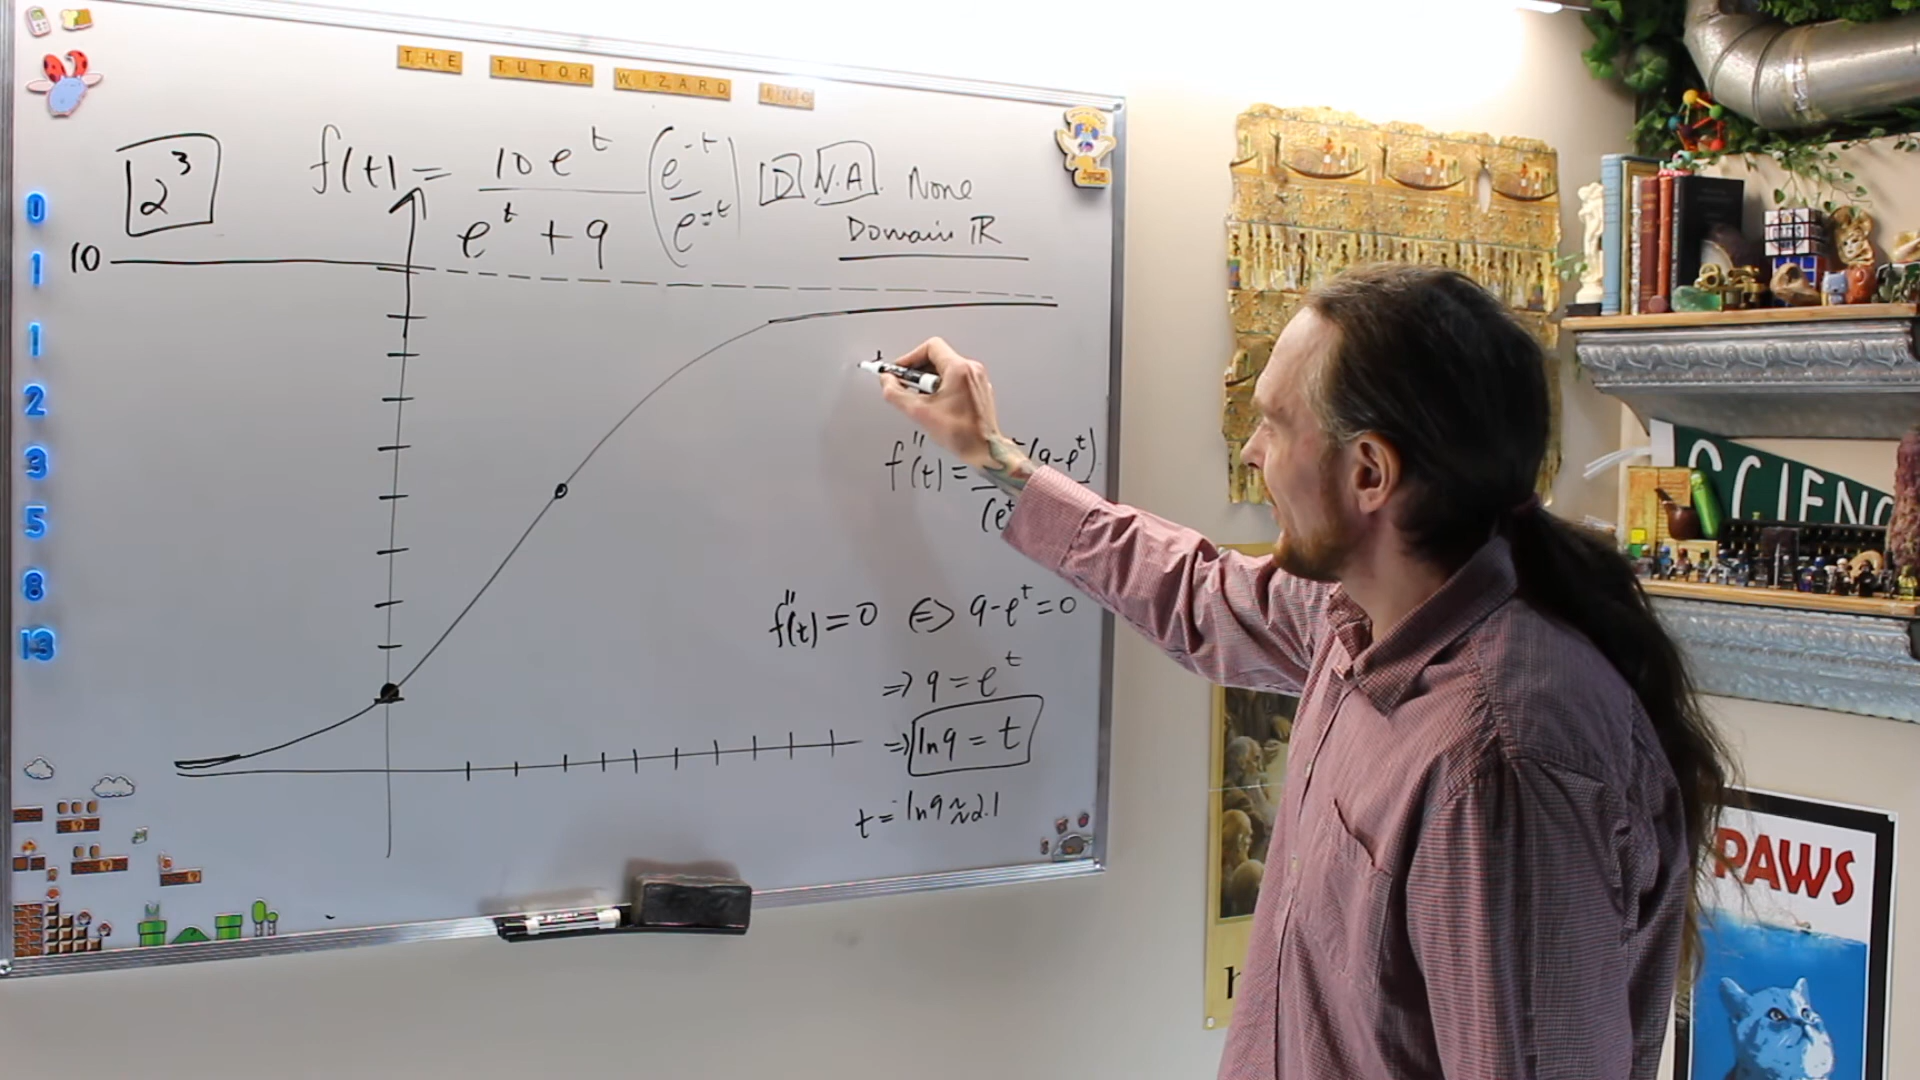 THE TUTOR WIZARD INC
2³
f(t) = 10e^t / (e^t + 9) (e^-t / e^-t)
D V.A. None
Domain ℝ
10
0
1
1
2
3
5
8
13
f''(t) = (9-e^t)
(e^t
f''(t) = 0 ⟺ 9-e^t = 0
⇒ 9 = e^t
⇒ ln9 = t
t = ln9 ≈ 2.1
SCIENC
PAWS